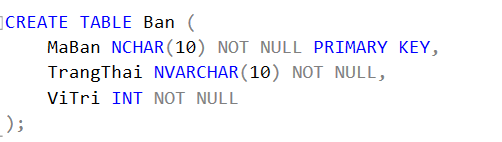 CREATE TABLE Ban (
    MaBan NCHAR(10) NOT NULL PRIMARY KEY,
    TrangThai NVARCHAR(10) NOT NULL,
    ViTri INT NOT NULL
);